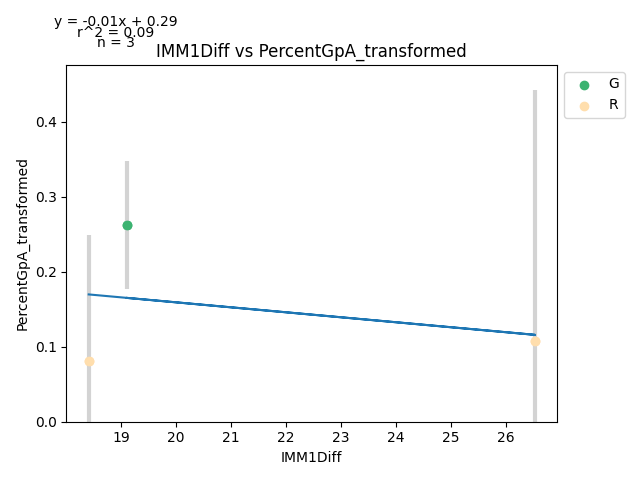 y = -0.01x + 0.29
r^2 = 0.09
n = 3
IMM1Diff vs PercentGpA_transformed
G
R
PercentGpA_transformed
0.4
0.3
0.2
0.1
0.0
19 20 21 22 23 24 25 26
IMM1Diff